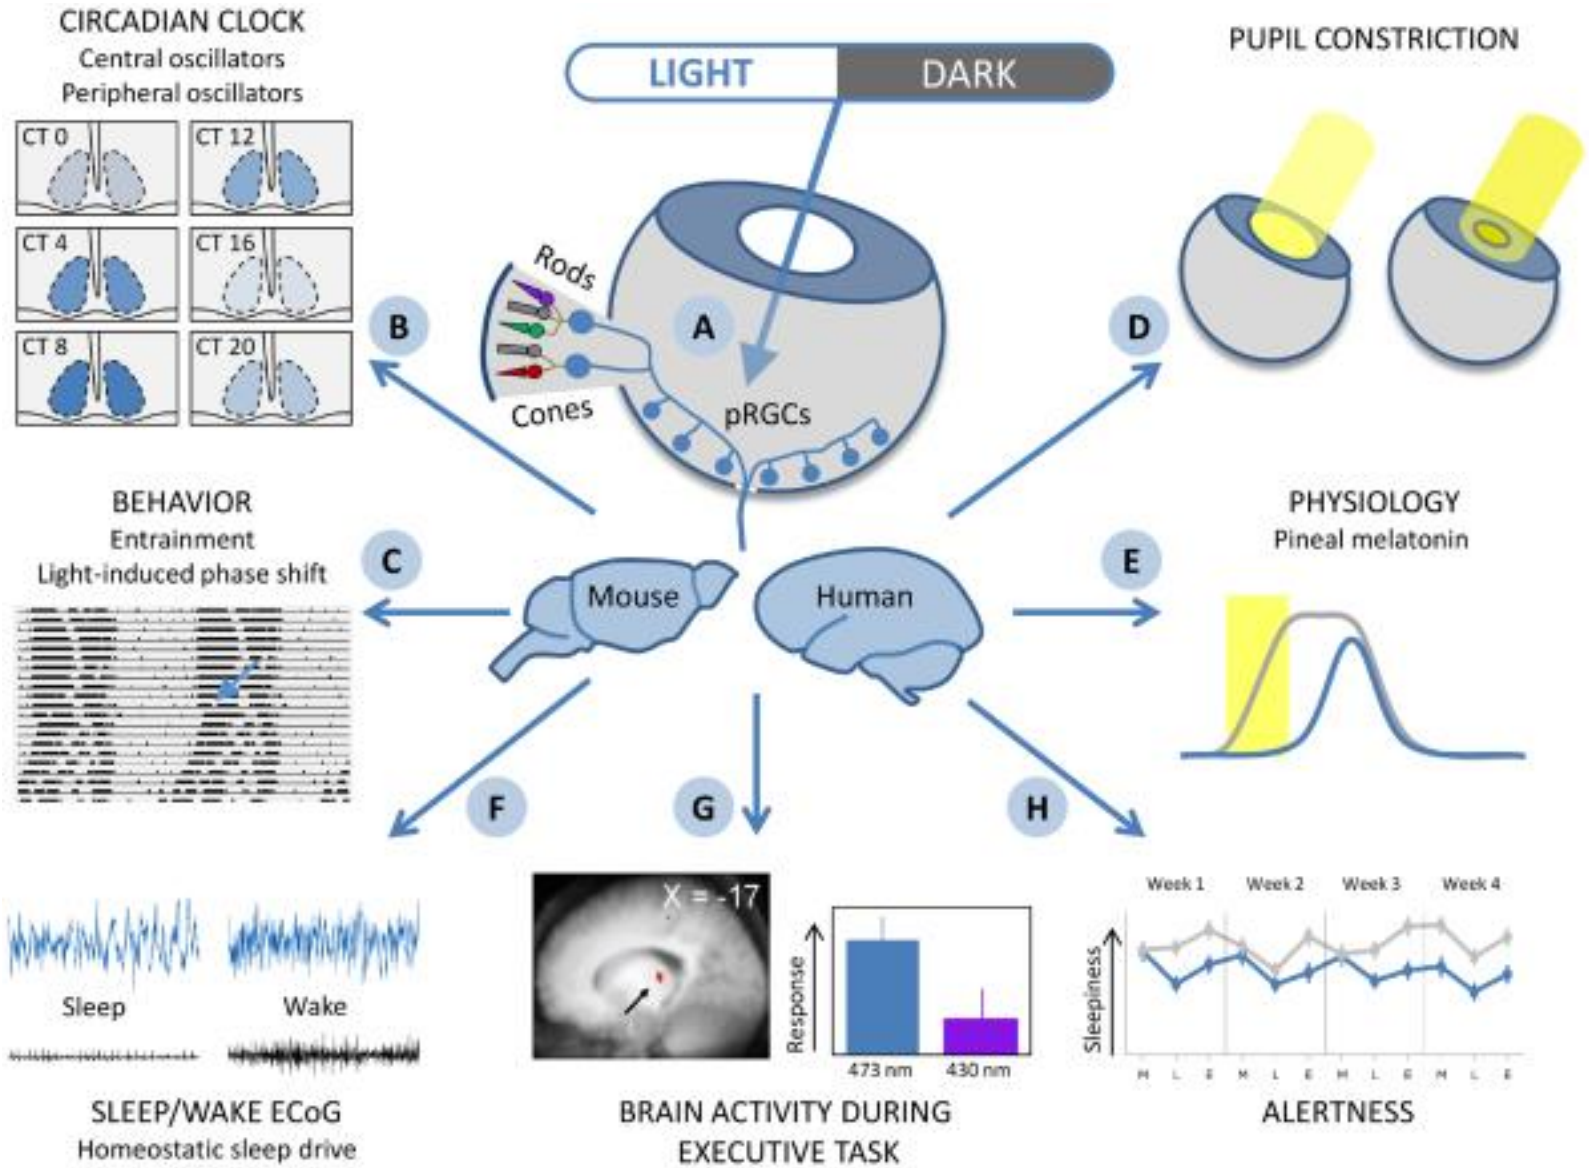 CIRCADIAN CLOCK
Central oscillators
Peripheral oscillators
CT 0
CT 12
CT 4
CT 16
CT 8
CT 20
LIGHT
DARK
PUPIL CONSTRICTION
Rods
Cones
pRGCs
A
B
D
BEHAVIOR
Entrainment
Light-induced phase shift
C
Mouse
Human
E
PHYSIOLOGY
Pineal melatonin
F
G
H
Sleep
Wake
SLEEP/WAKE ECoG
Homeostatic sleep drive
X = -17
Response
473 nm
430 nm
BRAIN ACTIVITY DURING
EXECUTIVE TASK
Week 1 Week 2 Week 3 Week 4
Sleepiness
M L E M L E M L E M L E
ALERTNESS